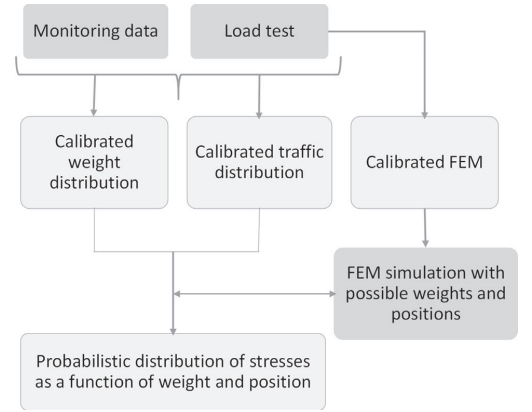 Monitoring data
Load test
Calibrated
weight
distribution
Calibrated traffic
distribution
Calibrated FEM
FEM simulation with
possible weights and
positions
Probabilistic distribution of stresses
as a function of weight and position